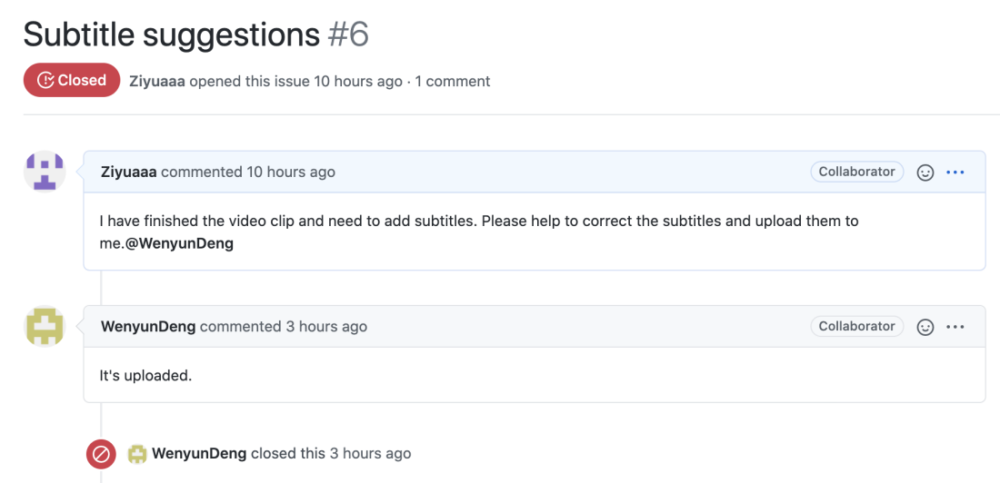 Subtitle suggestions #6
Closed Ziyuaaa opened this issue 10 hours ago · 1 comment
Ziyuaaa commented 10 hours ago Collaborator
I have finished the video clip and need to add subtitles. Please help to correct the subtitles and upload them to
me.@WenyunDeng
WenyunDeng commented 3 hours ago Collaborator
It's uploaded.
WenyunDeng closed this 3 hours ago